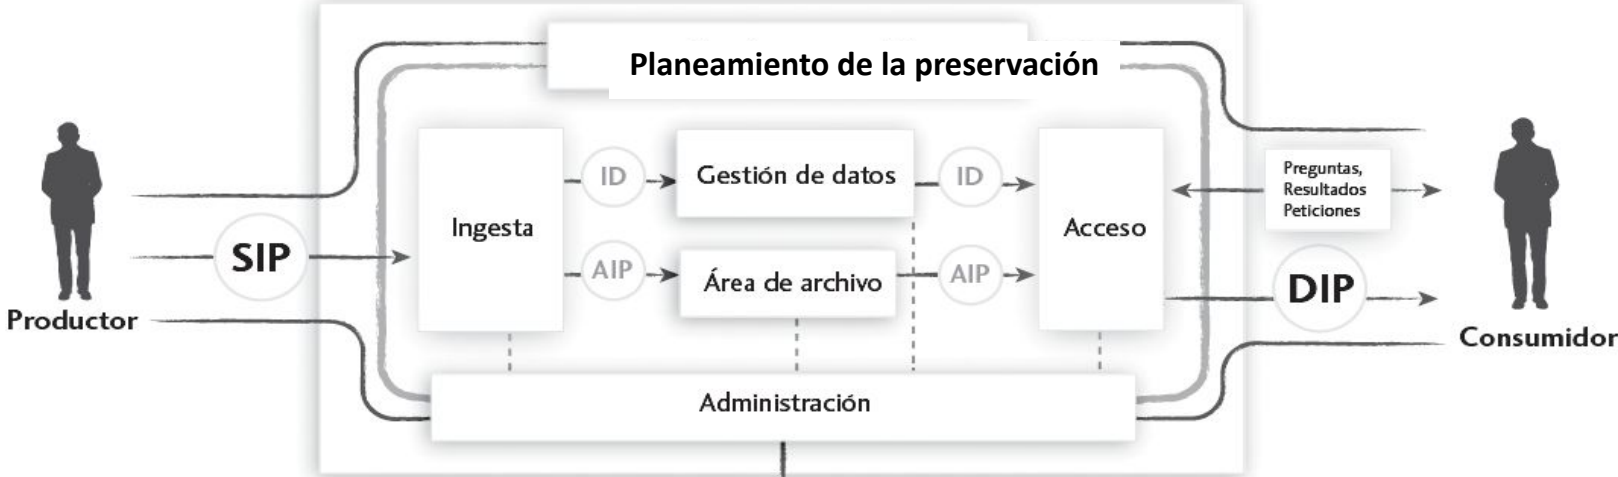 Planeamiento de la preservación
ID
Gestión de datos
ID
Preguntas,
Resultados
Peticiones
Ingesta
Acceso
SIP
AIP
Área de archivo
AIP
DIP
Productor
Consumidor
Administración